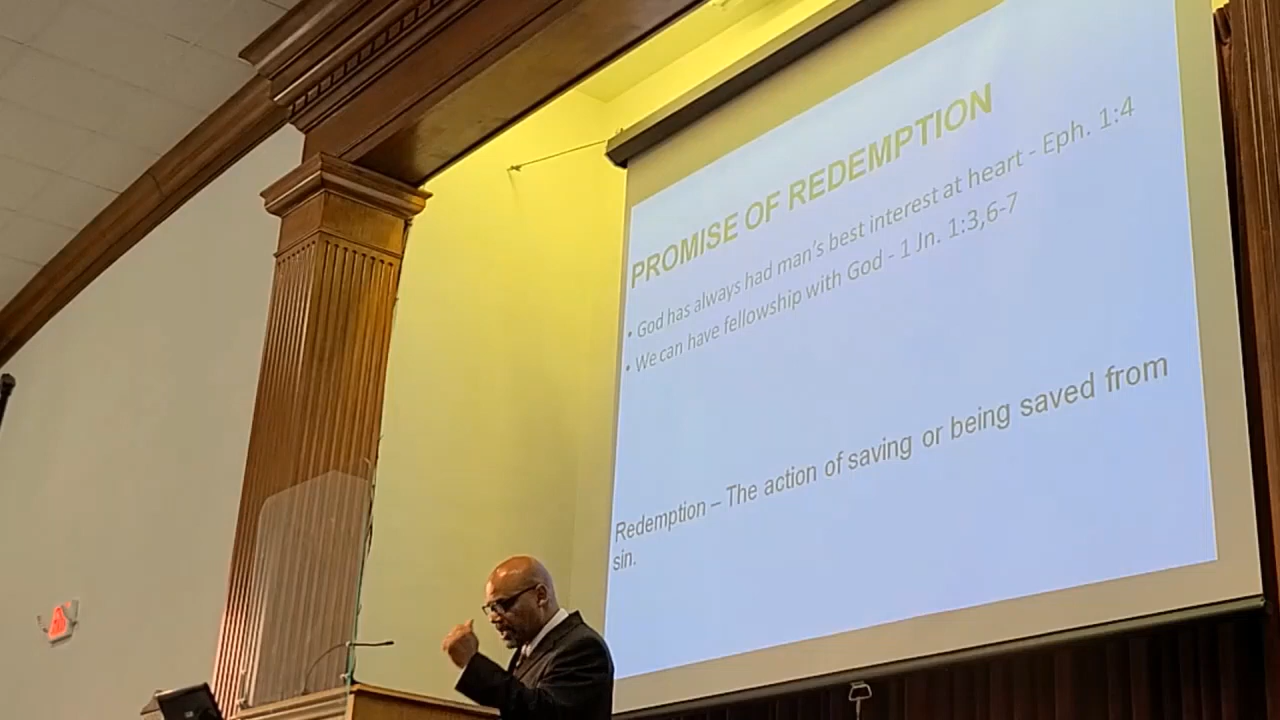 PROMISE OF REDEMPTION
• God has always had man's best interest at heart - Eph. 1:4
• We can have fellowship with God - 1 Jn. 1:3,6-7
Redemption – The action of saving or being saved from
sin.